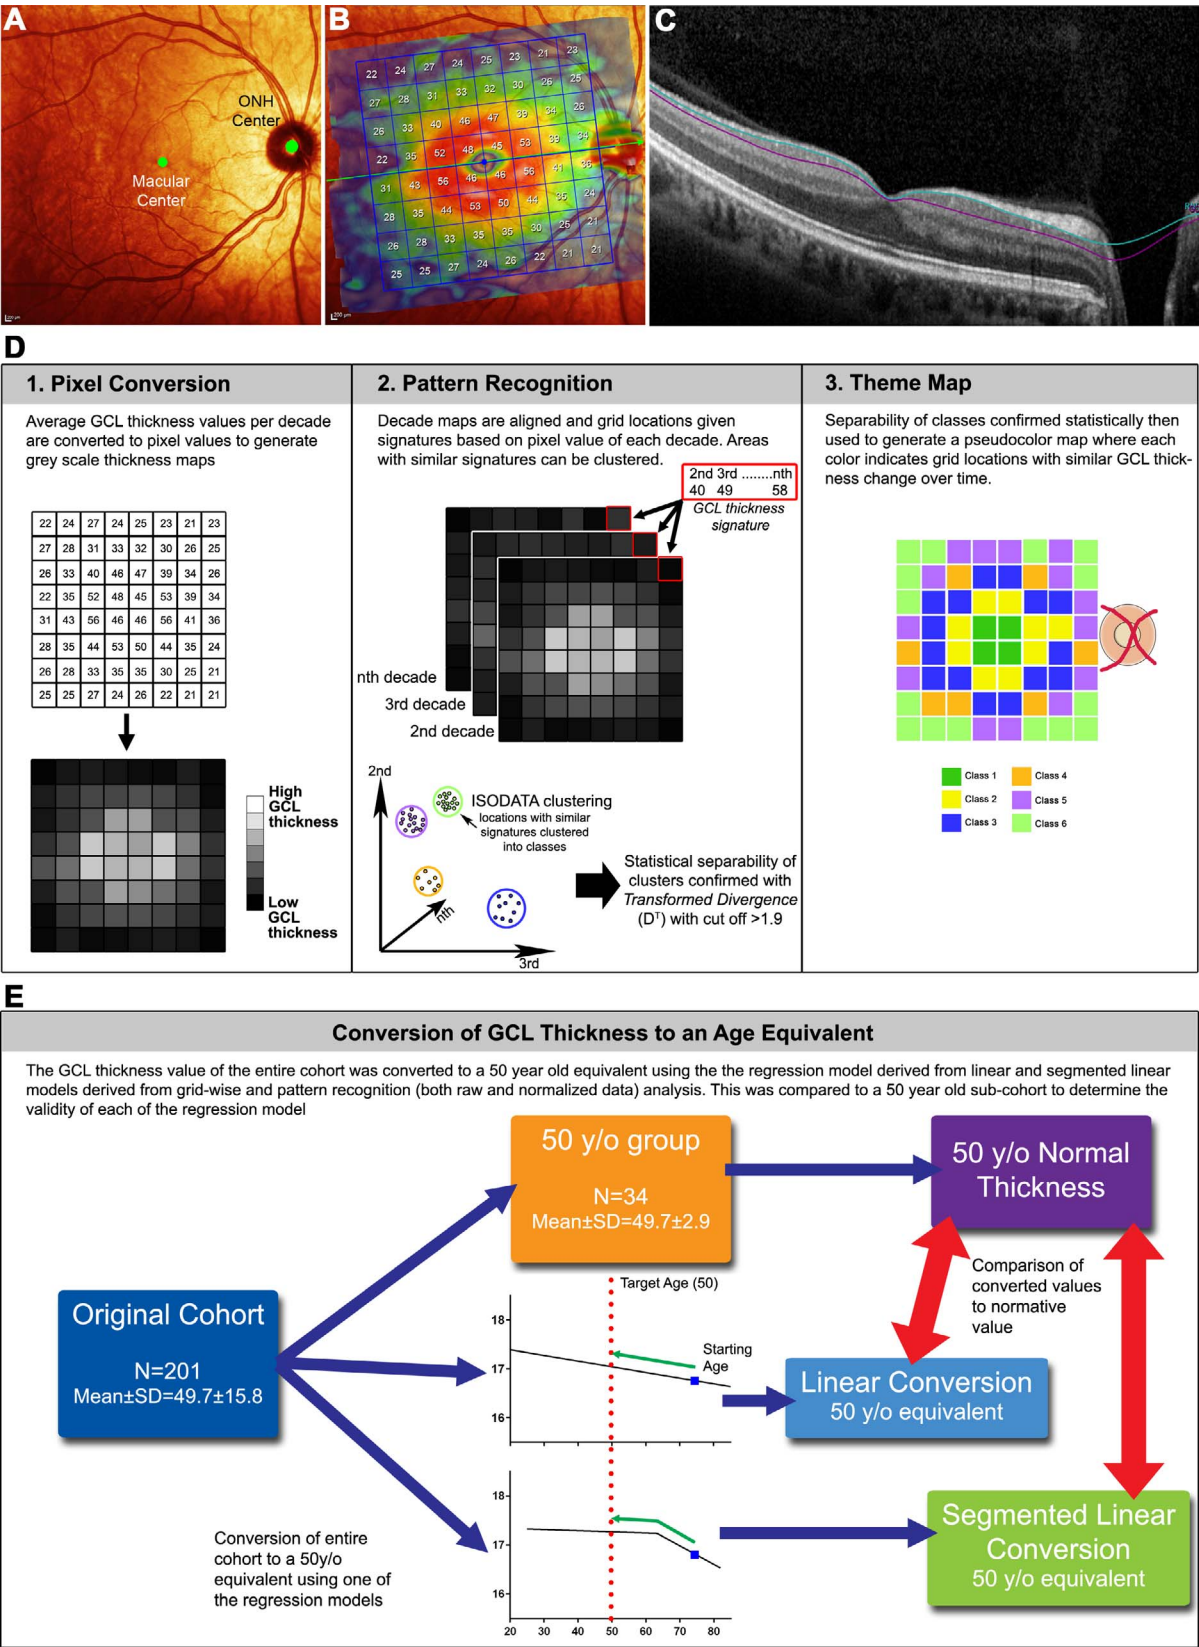 A
ONH
Center
Macular
Center
200 µm
B
22 24 27 24 25 23 21 23
27 28 31 33 32 30 26 25
26 33 40 46 47 39 34 26
22 35 52 48 45 53 39 34
31 43 56 46 46 56 41 36
28 35 44 53 50 44 35 24
26 28 33 35 35 30 26 21
25 25 27 24 26 22 21 21
200 µm
C
D
1. Pixel Conversion
Average GCL thickness values per decade
are converted to pixel values to generate
grey scale thickness maps
22 24 27 24 25 23 21 23
27 28 31 33 32 30 26 25
26 33 40 46 47 39 34 26
22 35 52 48 45 53 39 34
31 43 56 46 46 56 41 36
28 35 44 53 50 44 35 24
26 28 33 35 35 30 25 21
25 25 27 24 26 22 21 21
High
GCL
thickness
Low
GCL
thickness
2. Pattern Recognition
Decade maps are aligned and grid locations given
signatures based on pixel value of each decade. Areas
with similar signatures can be clustered.
2nd 3rd ........nth
40 49 58
GCL thickness
signature
nth decade
3rd decade
2nd decade
2nd
ISODATA clustering
locations with similar
signatures clustered
into classes
nth
3rd
Statistical separability of
clusters confirmed with
Transformed Divergence
(Dᵀ) with cut off >1.9
3. Theme Map
Separability of classes confirmed statistically then
used to generate a pseudocolor map where each
color indicates grid locations with similar GCL thick-
ness change over time.
Class 1 Class 4
Class 2 Class 5
Class 3 Class 6
E
Conversion of GCL Thickness to an Age Equivalent
The GCL thickness value of the entire cohort was converted to a 50 year old equivalent using the the regression model derived from linear and segmented linear
models derived from grid-wise and pattern recognition (both raw and normalized data) analysis. This was compared to a 50 year old sub-cohort to determine the
validity of each of the regression model
50 y/o group
N=34
Mean±SD=49.7±2.9
50 y/o Normal
Thickness
Comparison of
converted values
to normative
value
Original Cohort
N=201
Mean±SD=49.7±15.8
Target Age (50)
18
17
16
Starting
Age
Linear Conversion
50 y/o equivalent
18
17
16
20 30 40 50 60 70 80
Segmented Linear
Conversion
50 y/o equivalent
Conversion of entire
cohort to a 50y/o
equivalent using one of
the regression models